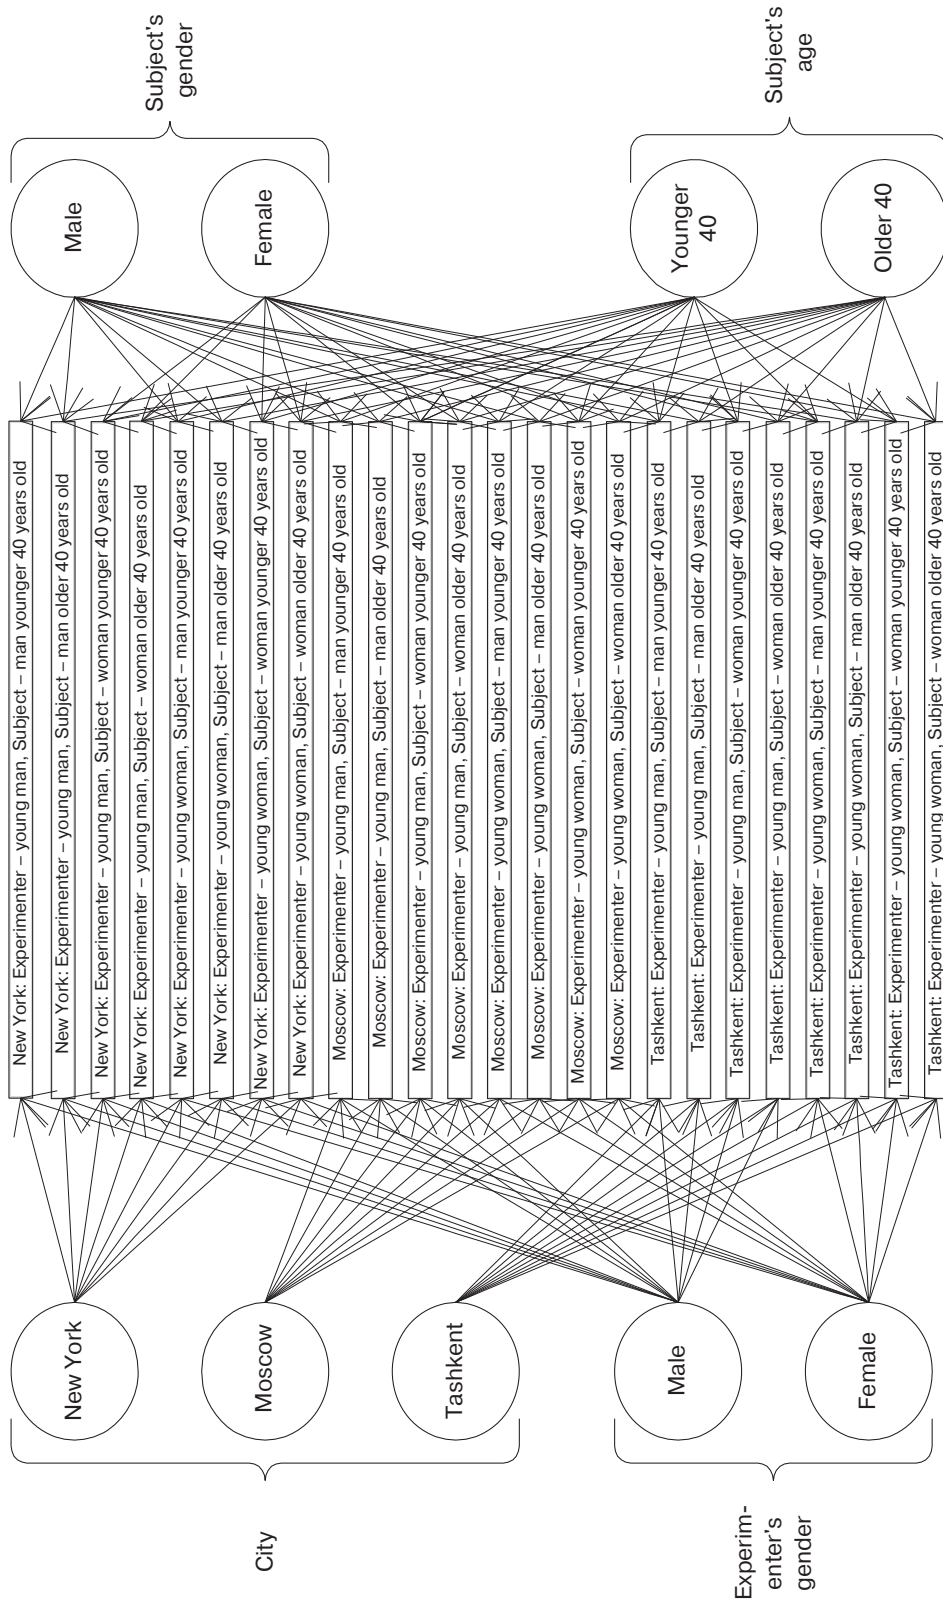 City
New York
Moscow
Tashkent
Experim-
enter's
gender
Male
Female
New York: Experimenter – young man, Subject – man younger 40 years old
New York: Experimenter – young man, Subject – man older 40 years old
New York: Experimenter – young man, Subject – woman younger 40 years old
New York: Experimenter – young man, Subject – woman older 40 years old
New York: Experimenter – young woman, Subject – man younger 40 years old
New York: Experimenter – young woman, Subject – man older 40 years old
New York: Experimenter – young woman, Subject – woman younger 40 years old
New York: Experimenter – young woman, Subject – woman older 40 years old
Moscow: Experimenter – young man, Subject – man younger 40 years old
Moscow: Experimenter – young man, Subject – man older 40 years old
Moscow: Experimenter – young man, Subject – woman younger 40 years old
Moscow: Experimenter – young man, Subject – woman older 40 years old
Moscow: Experimenter – young woman, Subject – man younger 40 years old
Moscow: Experimenter – young woman, Subject – man older 40 years old
Moscow: Experimenter – young woman, Subject – woman younger 40 years old
Moscow: Experimenter – young woman, Subject – woman older 40 years old
Tashkent: Experimenter – young man, Subject – man younger 40 years old
Tashkent: Experimenter – young man, Subject – man older 40 years old
Tashkent: Experimenter – young man, Subject – woman younger 40 years old
Tashkent: Experimenter – young man, Subject – woman older 40 years old
Tashkent: Experimenter – young woman, Subject – man younger 40 years old
Tashkent: Experimenter – young woman, Subject – man older 40 years old
Tashkent: Experimenter – young woman, Subject – woman younger 40 years old
Tashkent: Experimenter – young woman, Subject – woman older 40 years old
Male
Female
Subject's
gender
Younger
40
Older 40
Subject's
age